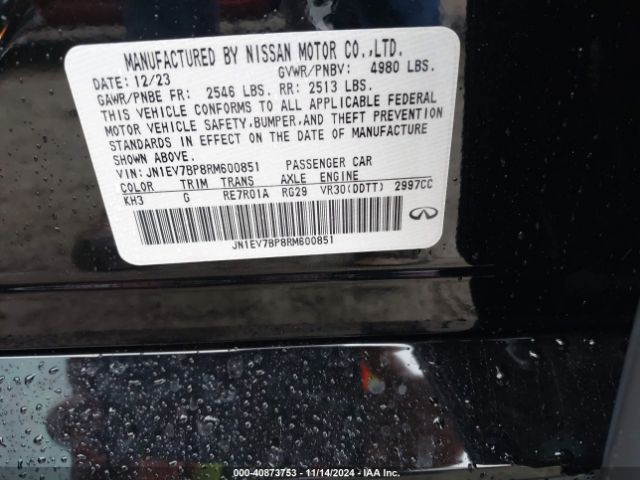 MANUFACTURED BY NISSAN MOTOR CO.,LTD.
DATE: 12/23 GVWR/PNBV: 4980 LBS.
GAWR/PNBE FR: 2546 LBS. RR: 2513 LBS.
THIS VEHICLE CONFORMS TO ALL APPLICABLE FEDERAL
MOTOR VEHICLE SAFETY,BUMPER,AND THEFT PREVENTION
STANDARDS IN EFFECT ON THE DATE OF MANUFACTURE
SHOWN ABOVE.
VIN: JN1EV7BP8RM600851 PASSENGER CAR
COLOR TRIM TRANS AXLE ENGINE
KH3 G RE7R01A RG29 VR30(DDTT) 2997CC
JN1EV7BP8RM600851
000-40873753 - 11/14/2024 - IAA Inc.